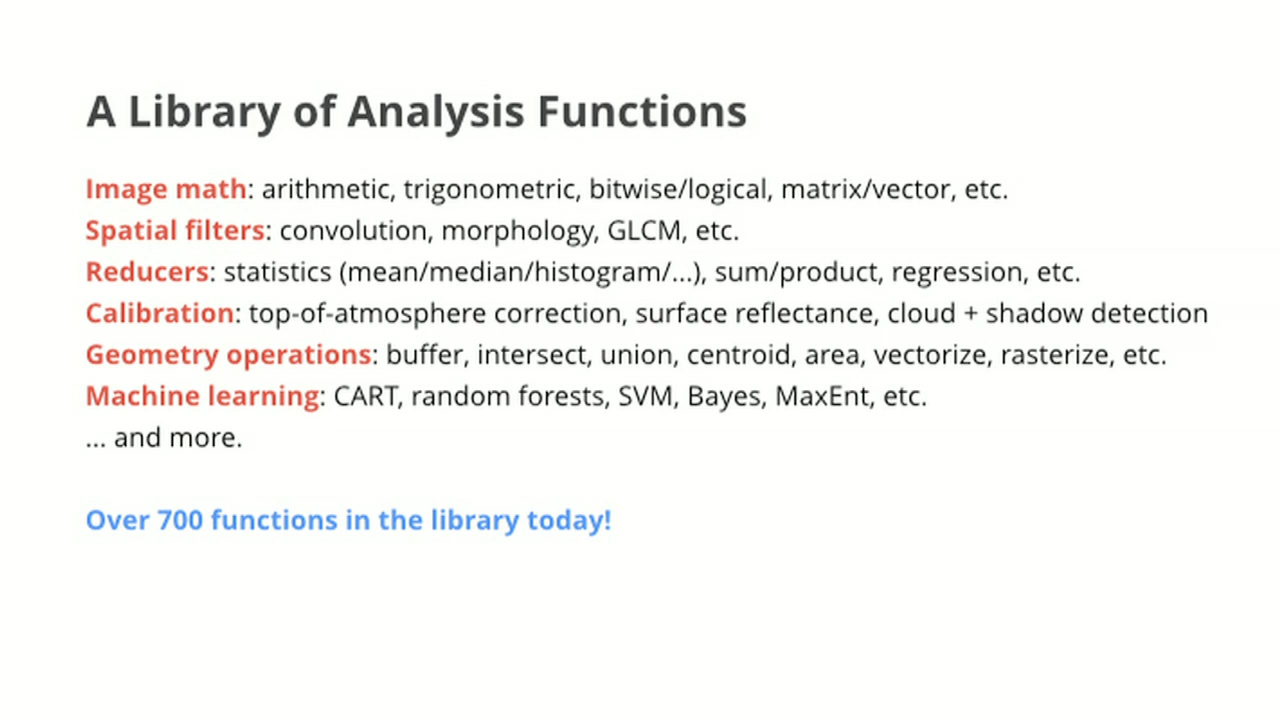 A Library of Analysis Functions
Image math: arithmetic, trigonometric, bitwise/logical, matrix/vector, etc.
Spatial filters: convolution, morphology, GLCM, etc.
Reducers: statistics (mean/median/histogram/...), sum/product, regression, etc.
Calibration: top-of-atmosphere correction, surface reflectance, cloud + shadow detection
Geometry operations: buffer, intersect, union, centroid, area, vectorize, rasterize, etc.
Machine learning: CART, random forests, SVM, Bayes, MaxEnt, etc.
... and more.
Over 700 functions in the library today!